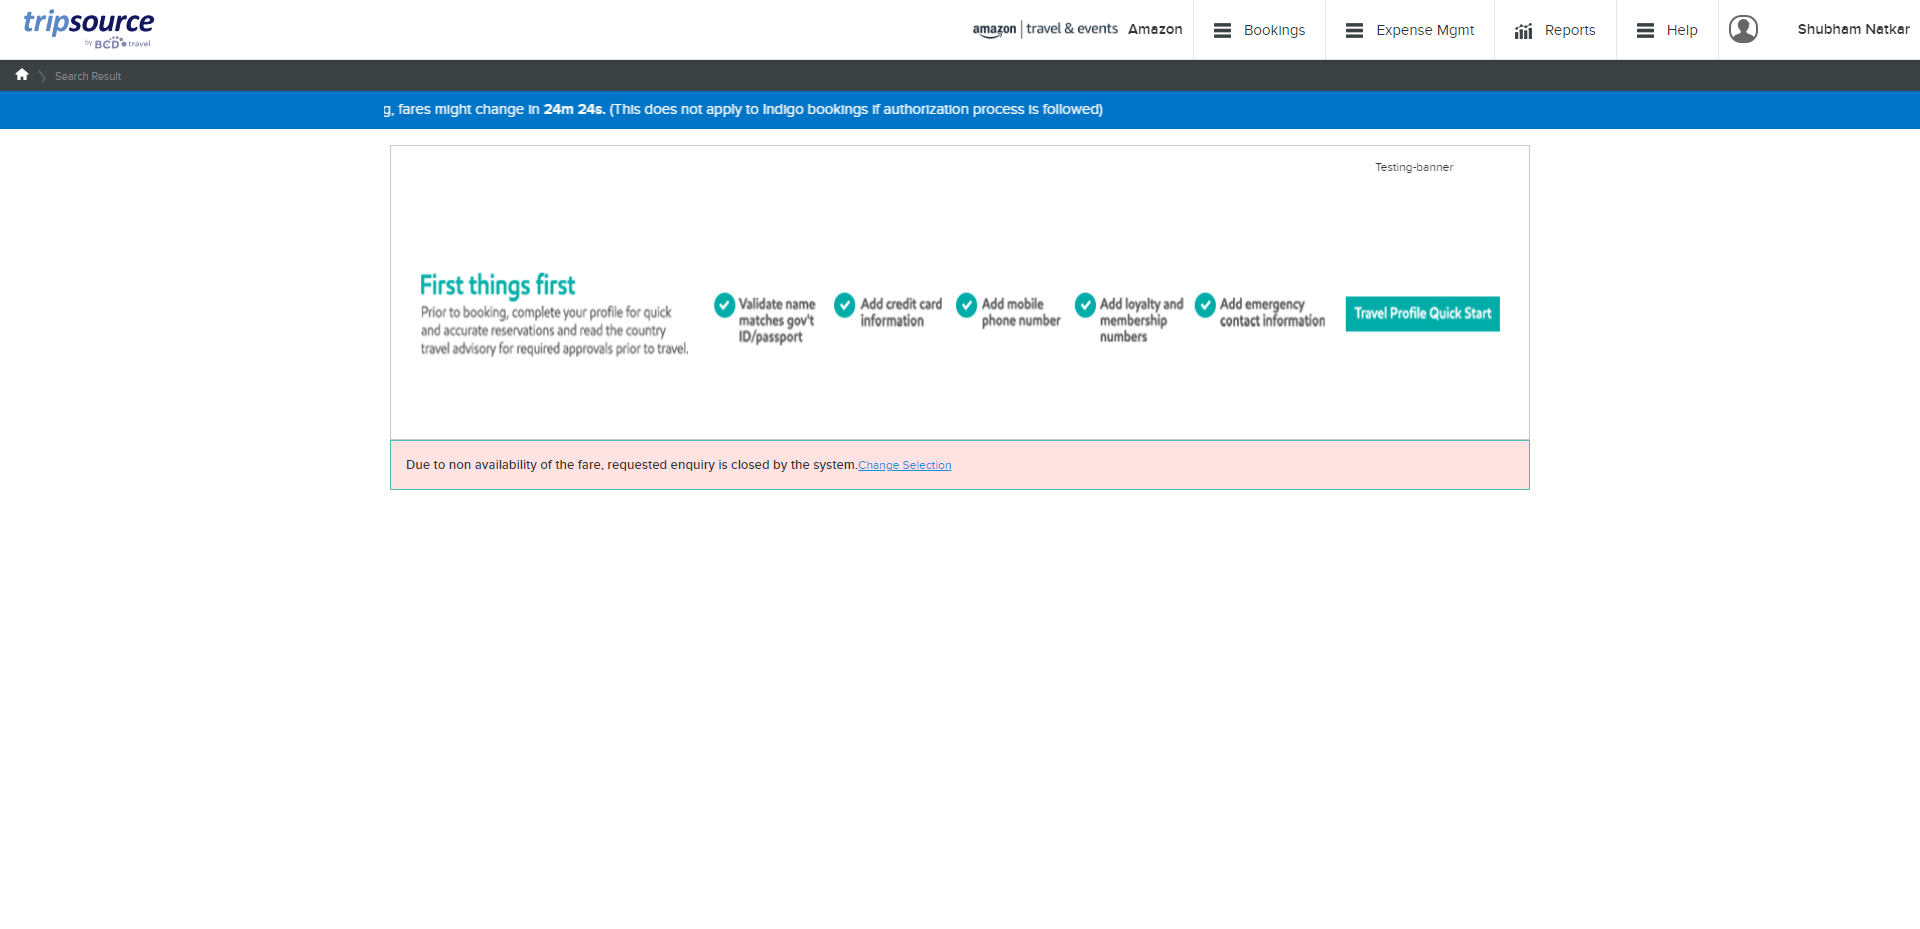 tripsource
by BCD travel
amazon | travel & events Amazon
Bookings
Expense Mgmt
Reports
Help
Shubham Natkar
Search Result
g, fares might change in 24m 24s. (This does not apply to Indigo bookings if authorization process is followed)
Testing-banner
First things first
Prior to booking, complete your profile for quick
and accurate reservations and read the country
travel advisory for required approvals prior to travel.
Validate name
matches gov't
ID/passport
Add credit card
information
Add mobile
phone number
Add loyalty and
membership
numbers
Add emergency
contact information
Travel Profile Quick Start
Due to non availability of the fare, requested enquiry is closed by the system.Change Selection